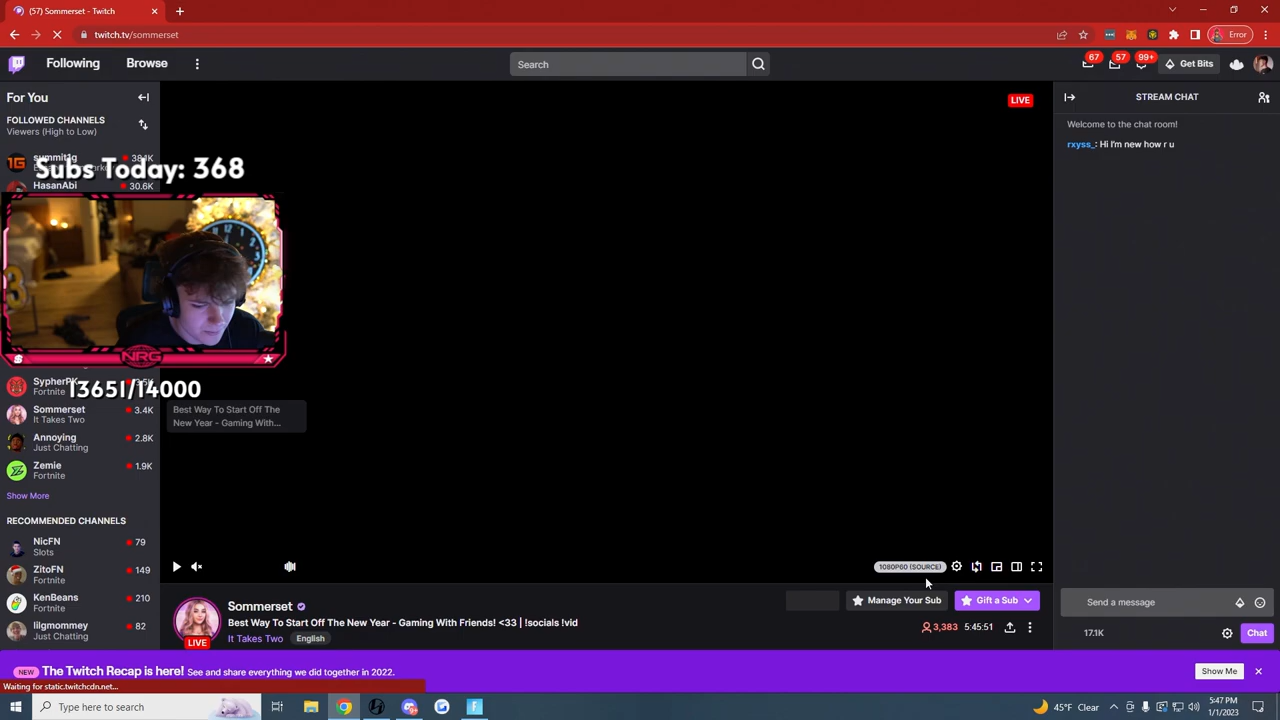 (57) Sommerset - Twitch
twitch.tv/sommerset
Error
Following
Browse
Search
67
57
99+
Get Bits
For You
FOLLOWED CHANNELS
Viewers (High to Low)
summit1g
HasanAbi
30.6K
Subs Today: 368
NRG
13651/14000
Fortnite
Sommerset
3.4K
It Takes Two
Annoying
2.8K
Just Chatting
Zemie
1.9K
Fortnite
Show More
RECOMMENDED CHANNELS
NicFN
79
Slots
ZitoFN
149
Fortnite
KenBeans
210
Fortnite
lilgmommey
82
Just Chatting
Best Way To Start Off The
New Year - Gaming With...
LIVE
1080P60 (SOURCE)
Sommerset
Best Way To Start Off The New Year - Gaming With Friends! <33 | !socials !vid
It Takes Two
English
LIVE
Manage Your Sub
Gift a Sub
3,383
5:45:51
STREAM CHAT
Welcome to the chat room!
rxyss_: Hi I'm new how r u
Send a message
17.1K
Chat
NEW
The Twitch Recap is here! See and share everything we did together in 2022.
Show Me
Waiting for static.twitchcdn.net...
Type here to search
45°F Clear
5:47 PM
1/1/2023